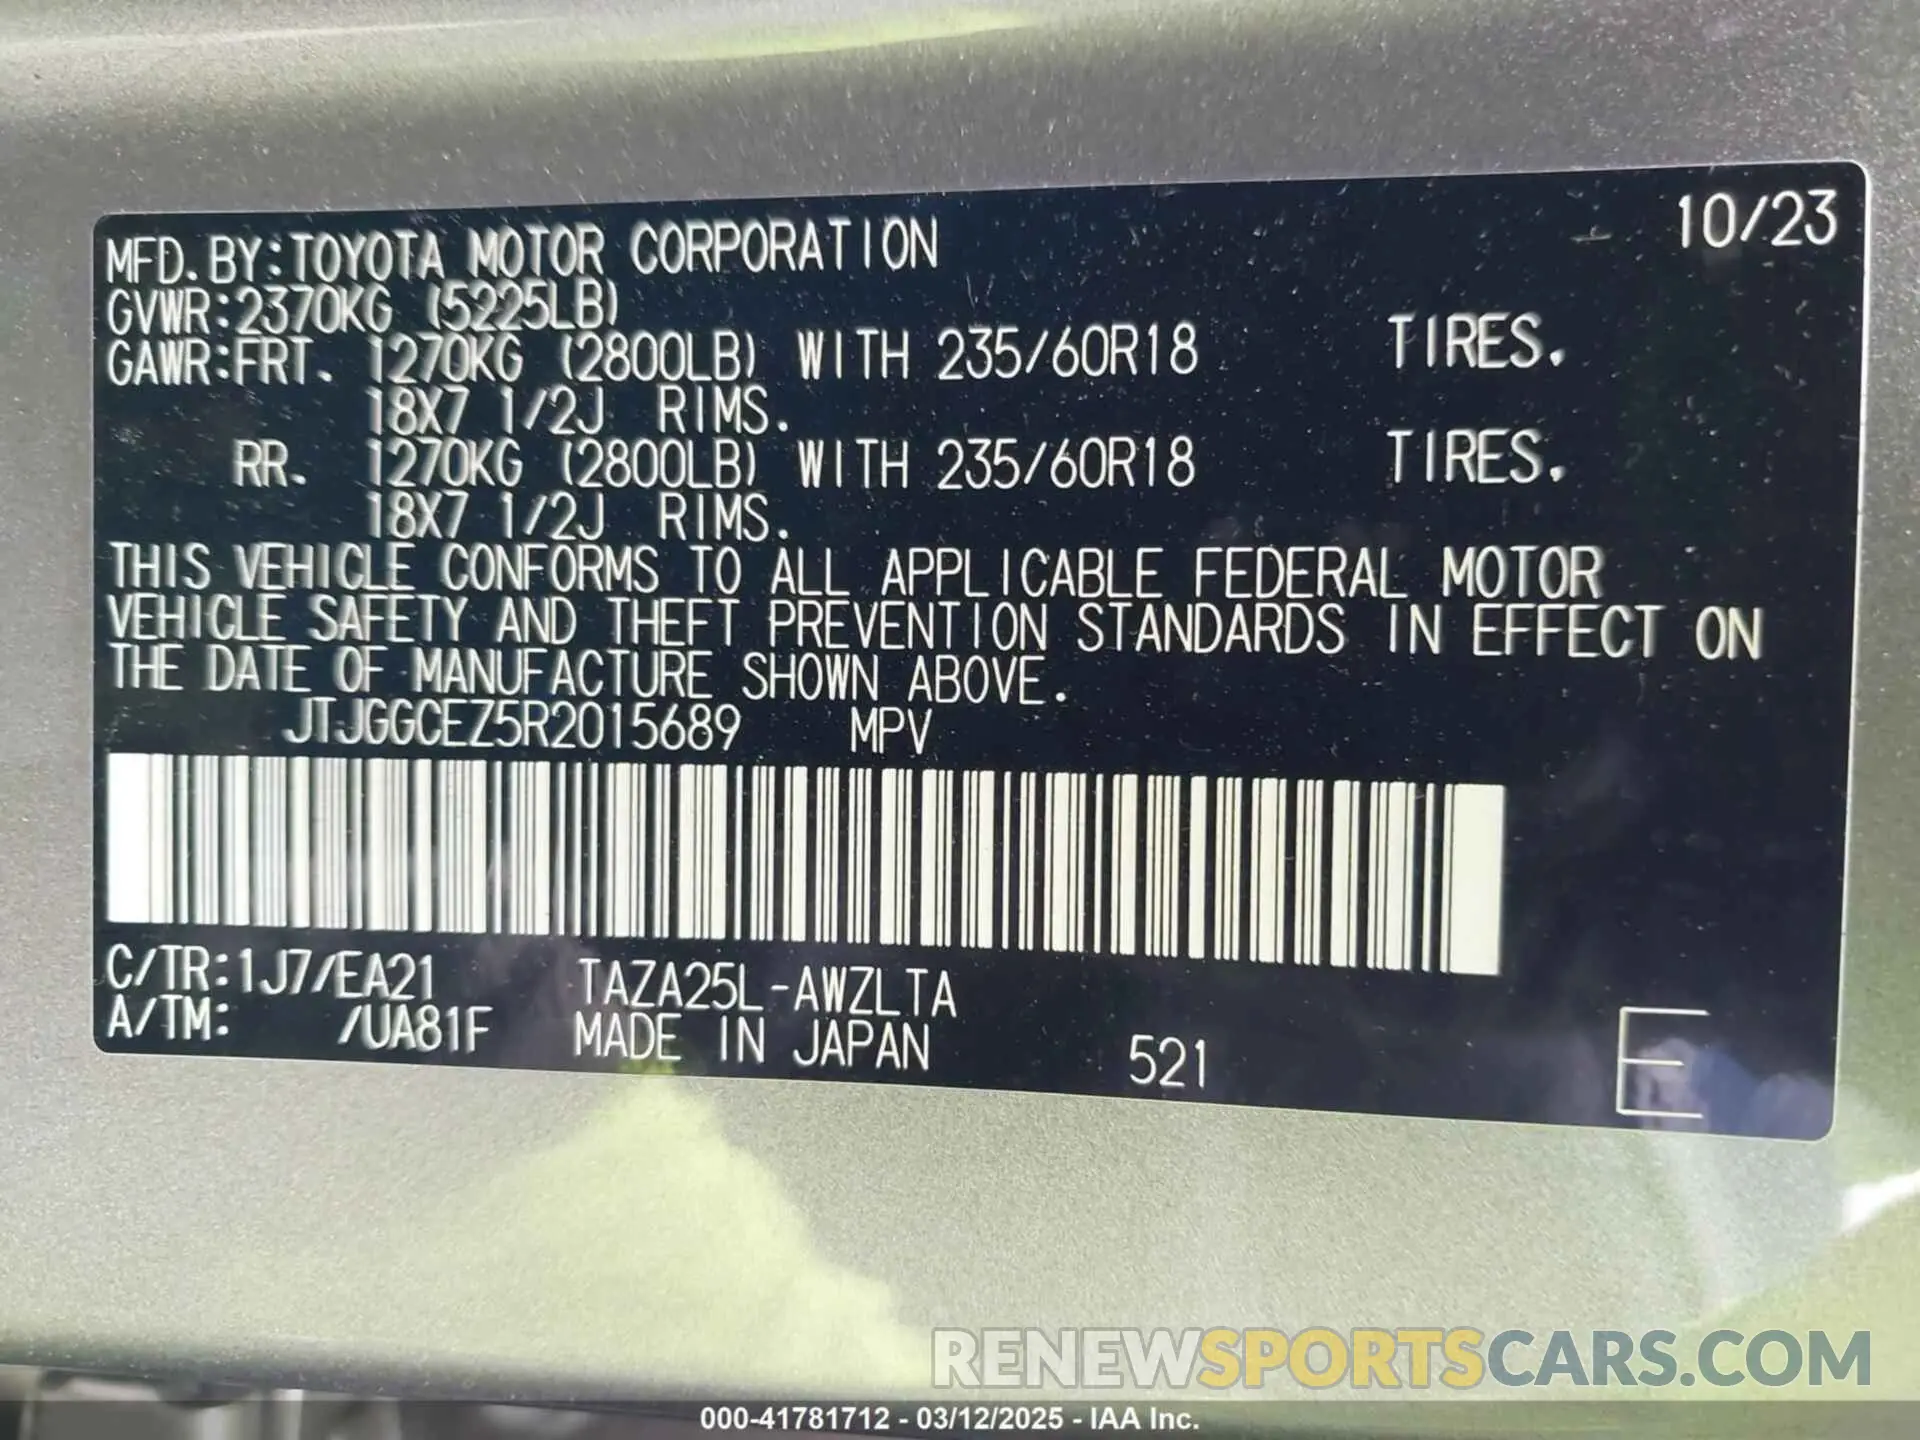 10/23
MFD. BY: TOYOTA MOTOR CORPORATION
GVWR: 2370KG (5225LB)
GAWR: FRT. 1270KG (2800LB) WITH 235/60R18 TIRES.
18X7 1/2J RIMS.
RR. 1270KG (2800LB) WITH 235/60R18 TIRES.
18X7 1/2J RIMS.
THIS VEHICLE CONFORMS TO ALL APPLICABLE FEDERAL MOTOR
VEHICLE SAFETY AND THEFT PREVENTION STANDARDS IN EFFECT ON
THE DATE OF MANUFACTURE SHOWN ABOVE.
JTJGGCEZ5R2015689 MPV
C/TR: 1J7/EA21 TAZA25L-AWZLTA
A/TM: /UA81F MADE IN JAPAN 521
E
RENEWSPORTSCARS.COM
000-41781712 - 03/12/2025 - IAA Inc.